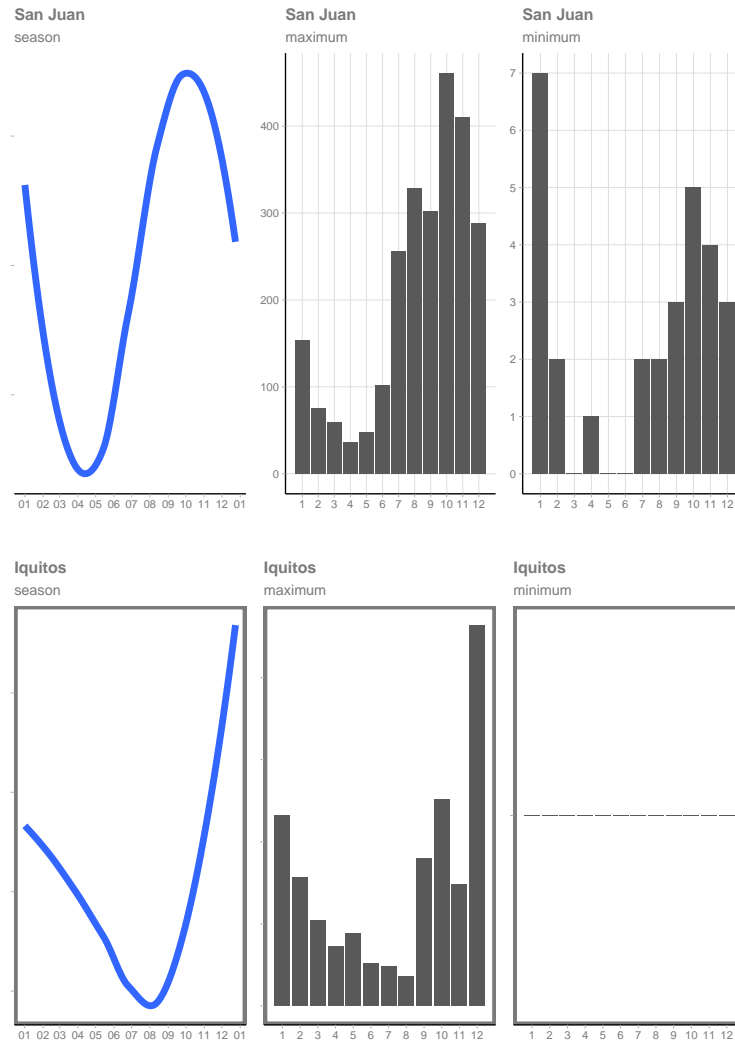 San Juan
season
01 02 03 04 05 06 07 08 09 10 11 12 01
San Juan
maximum
400
300
200
100
0
1 2 3 4 5 6 7 8 9 10 11 12
San Juan
minimum
7
6
5
4
3
2
1
0
1 2 3 4 5 6 7 8 9 10 11 12
Iquitos
season
01 02 03 04 05 06 07 08 09 10 11 12 01
Iquitos
maximum
1 2 3 4 5 6 7 8 9 10 11 12
Iquitos
minimum
1 2 3 4 5 6 7 8 9 10 11 12